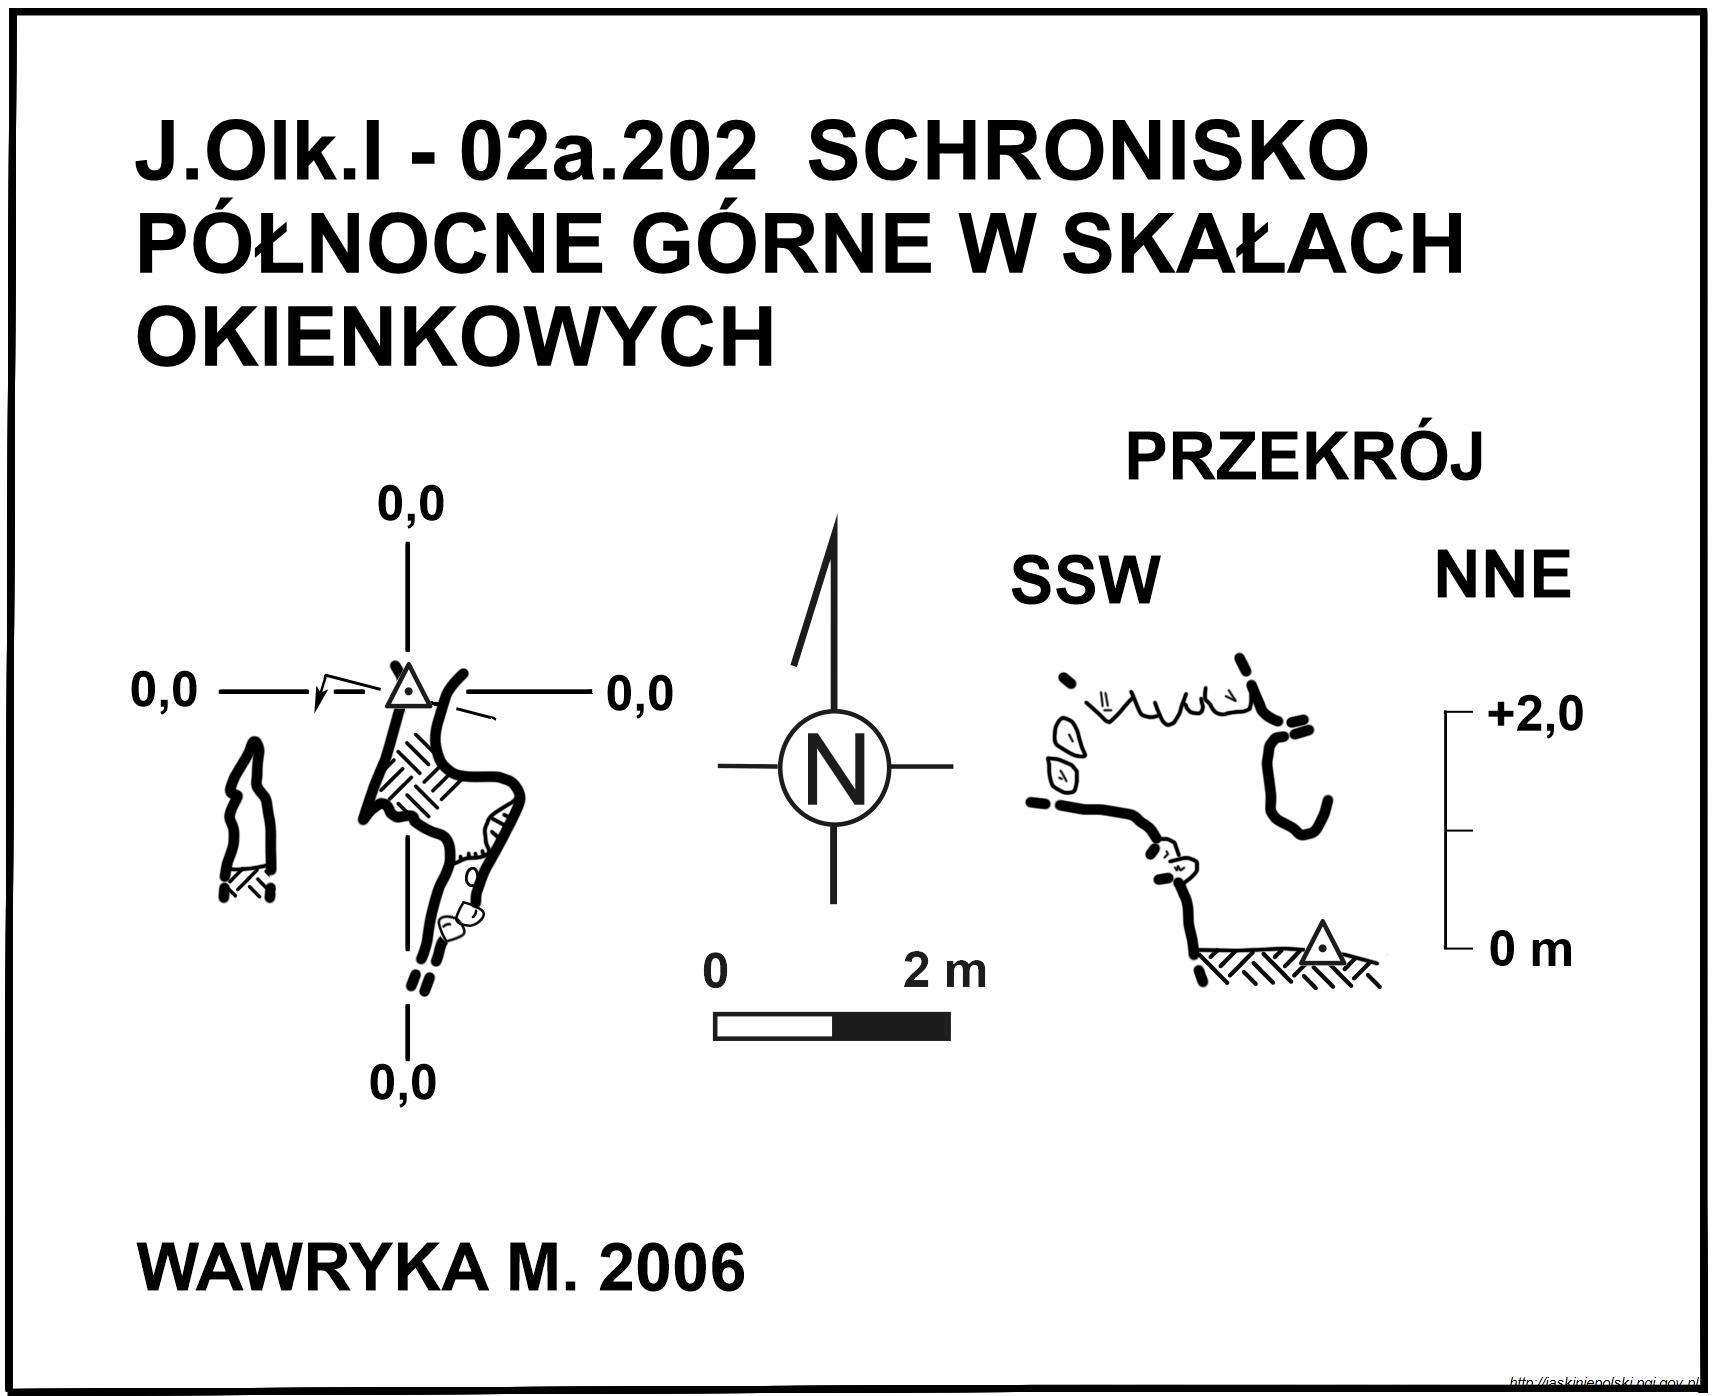 J.Olk.I - 02a.202 SCHRONISKO
PÓŁNOCNE GÓRNE W SKAŁACH
OKIENKOWYCH
PRZEKRÓJ
SSW NNE
0,0
0,0 0,0
0,0
N
0 2 m
+2,0
0 m
WAWRYKA M. 2006
http://jaskiniepolski.pgi.gov.pl